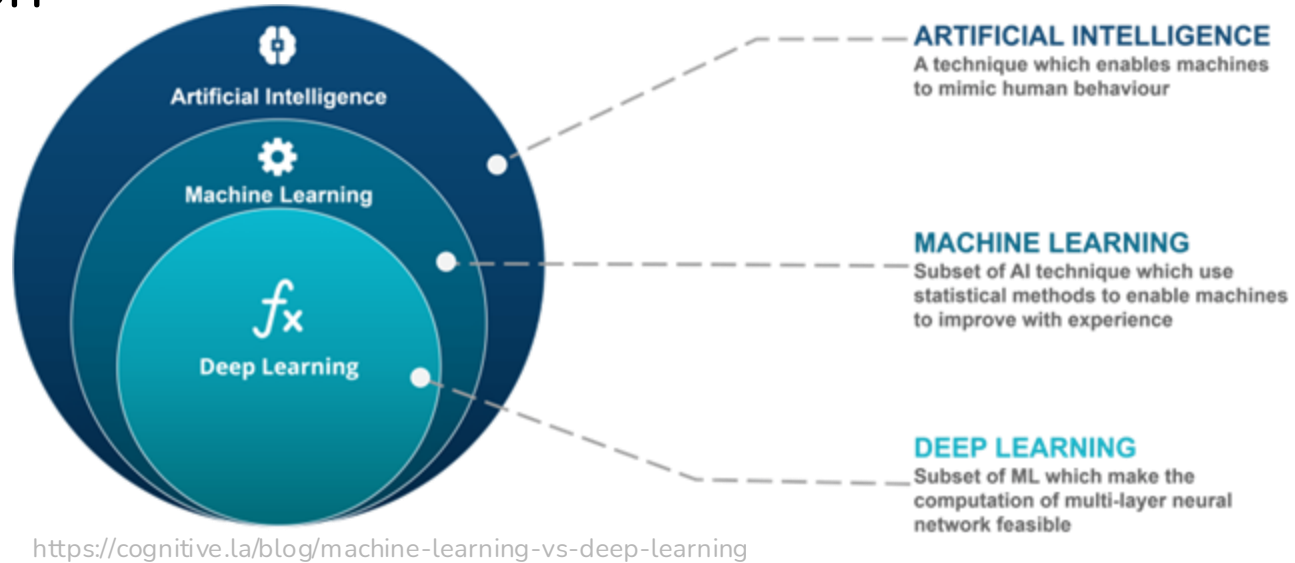 Artificial Intelligence
Machine Learning
fx
Deep Learning
ARTIFICIAL INTELLIGENCE
A technique which enables machines
to mimic human behaviour
MACHINE LEARNING
Subset of AI technique which use
statistical methods to enable machines
to improve with experience
DEEP LEARNING
Subset of ML which make the
computation of multi-layer neural
network feasible
https://cognitive.la/blog/machine-learning-vs-deep-learning